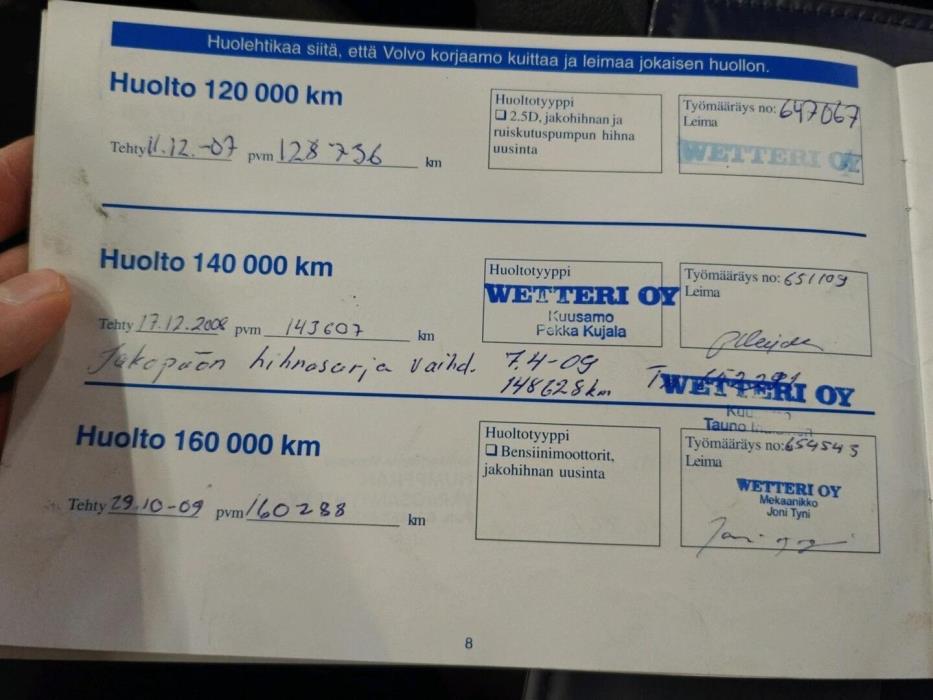 Huolehtikaa siitä, että Volvo korjaamo kuittaa ja leimaa jokaisen huollon.
Huolto 120 000 km
Tehty 11.12.-07 pvm 128 736 km
Huoltotyyppi
☐ 2.5D, jakohihnan ja
ruiskutuspumpun hihna
uusinta
Työmääräys no: 647067
Leima
WETTERI OY
Huolto 140 000 km
Tehty 17.12.2008 pvm 143607 km
Huoltotyyppi
WETTERI OY
Kuusamo
Pekka Kujala
Työmääräys no: 651109
Leima
Jakopään hihnasarja vaihd. 7.4-09
148628km
WETTERI OY
Tauno
Huolto 160 000 km
Tehty 29.10-09 pvm 160288 km
Huoltotyyppi
☐ Bensiinimoottorit,
jakohihnan uusinta
Työmääräys no: 654543
Leima
WETTERI OY
Mekaanikko
Joni Tyni
8